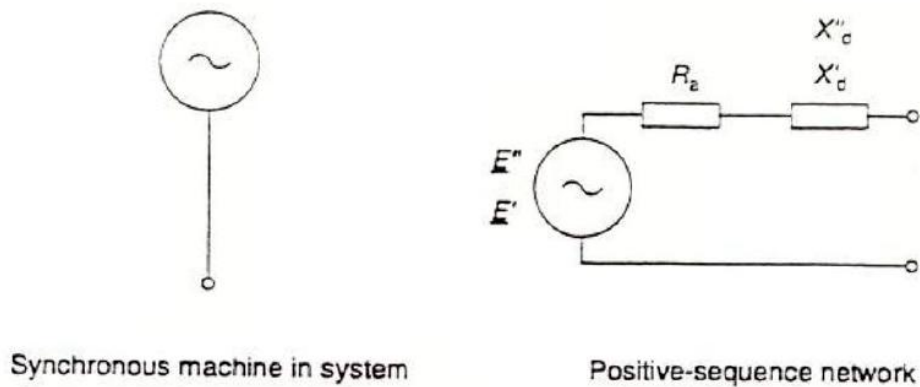 X"d
Ra
X'd
E"
E'
Synchronous machine in system
Positive-sequence network